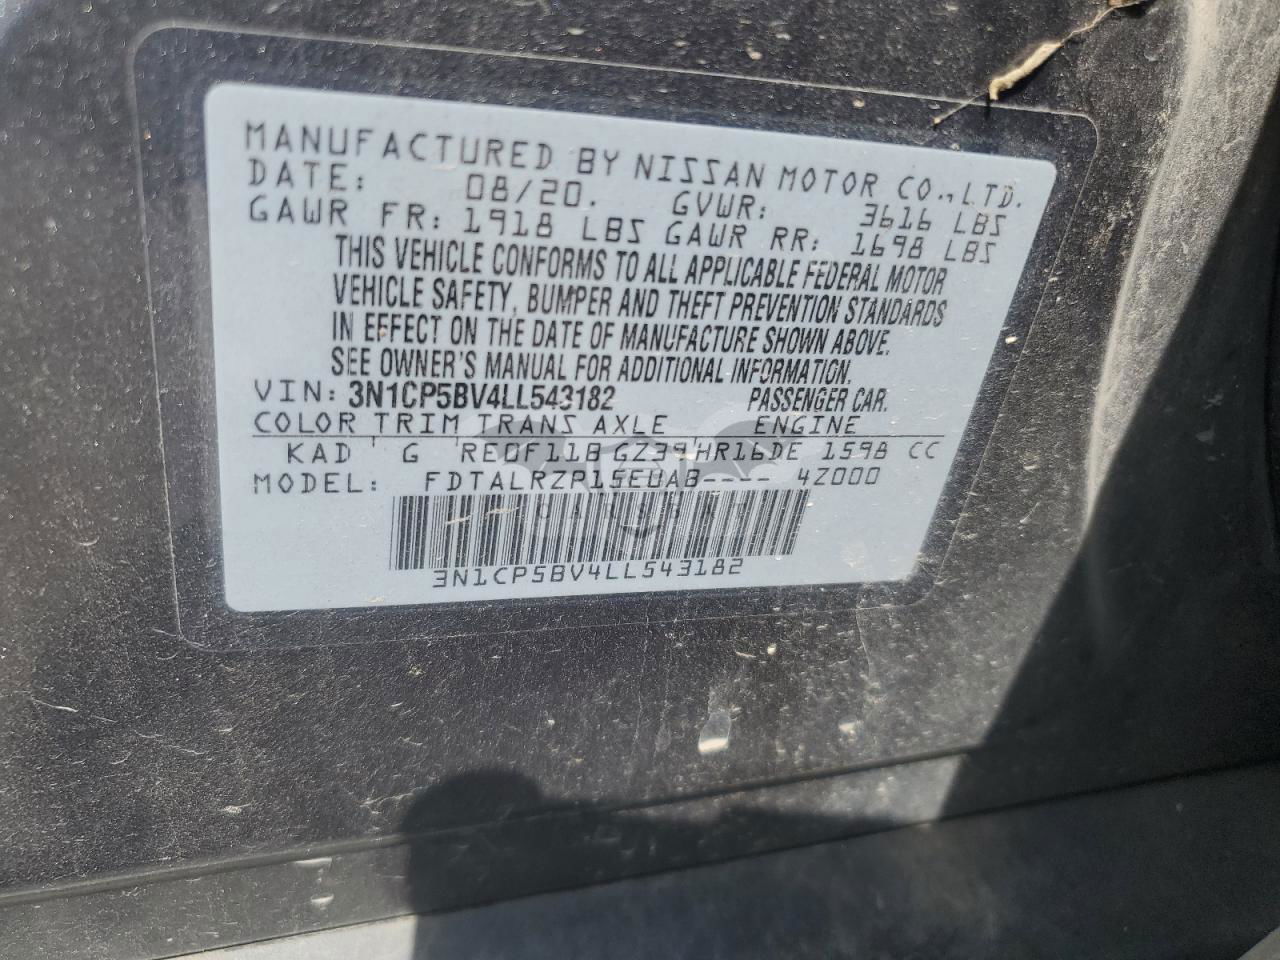 MANUFACTURED BY NISSAN MOTOR CO., LTD.
DATE: 08/20. GVWR: 3616 LBS
GAWR FR: 1918 LBS GAWR RR: 1698 LBS
THIS VEHICLE CONFORMS TO ALL APPLICABLE FEDERAL MOTOR
VEHICLE SAFETY, BUMPER AND THEFT PREVENTION STANDARDS
IN EFFECT ON THE DATE OF MANUFACTURE SHOWN ABOVE.
SEE OWNER'S MANUAL FOR ADDITIONAL INFORMATION.
VIN: 3N1CP5BV4LL543182 PASSENGER CAR.
COLOR TRIM TRANS AXLE ENGINE
KAD G RE0F11B GZ39 HR16DE 1598 CC
MODEL: FDTALRZP15EUAB---- 4Z000
3N1CP5BV4LL543182